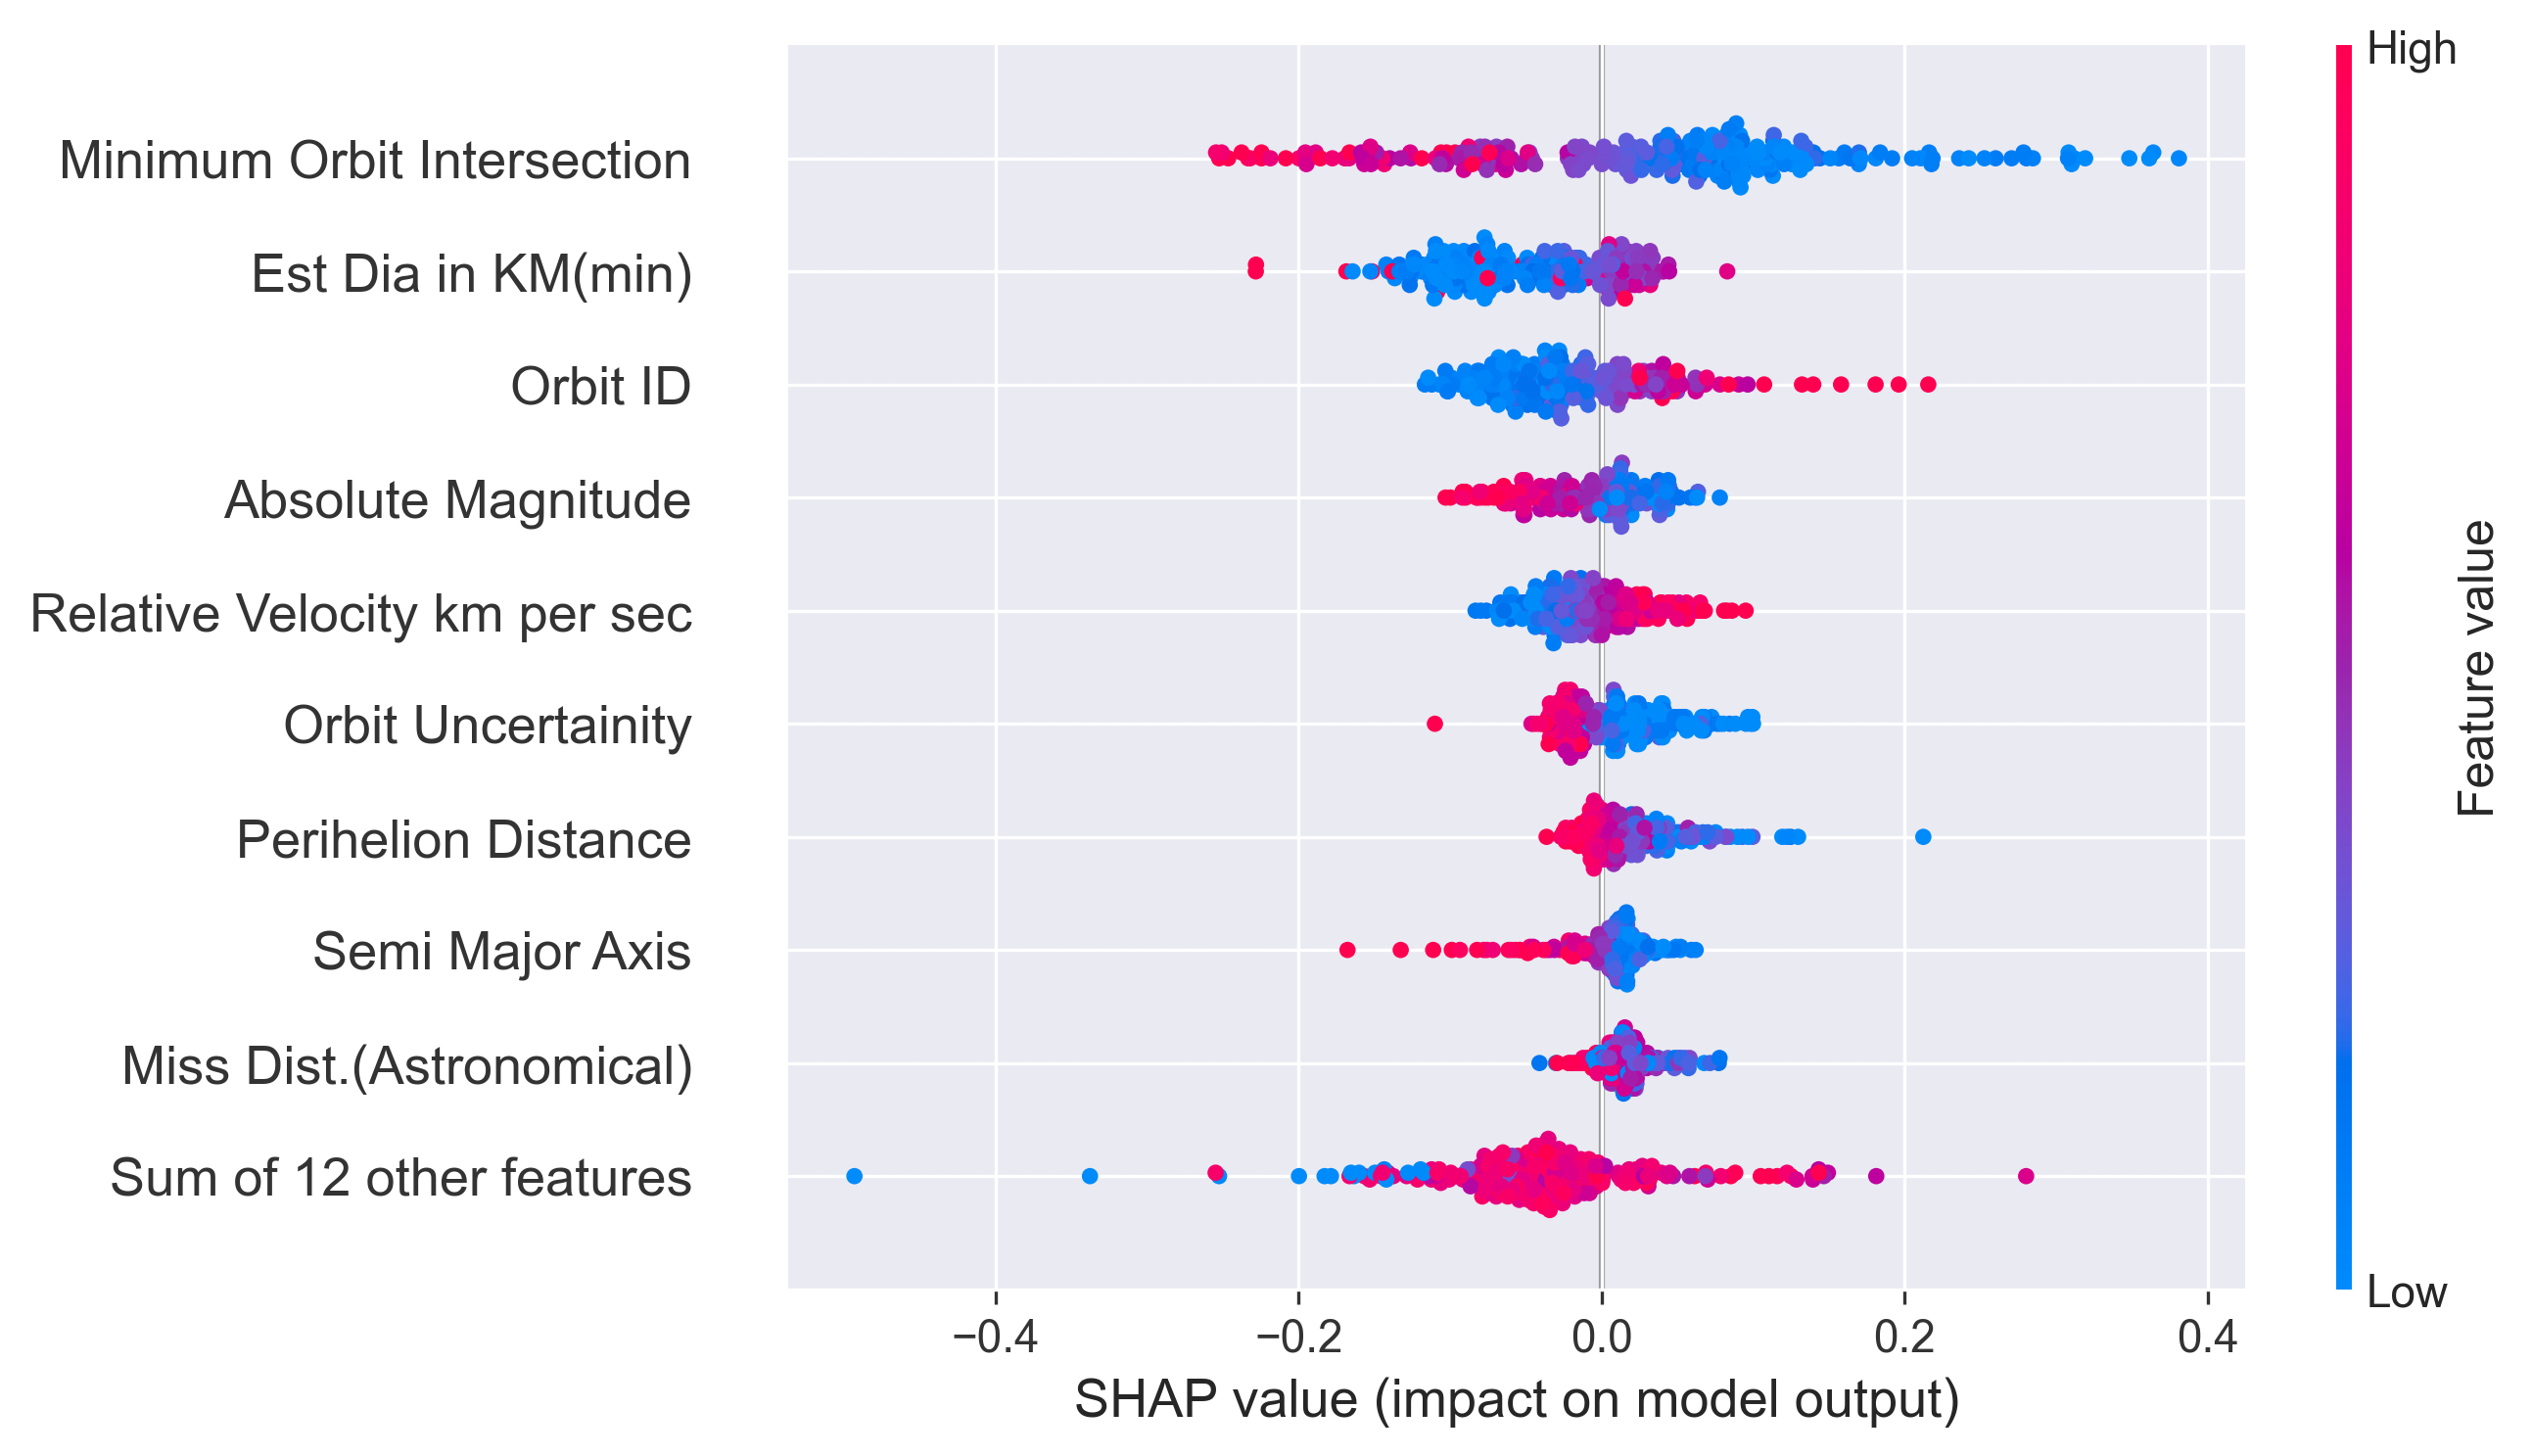 High
Minimum Orbit Intersection
Est Dia in KM(min)
Orbit ID
Absolute Magnitude
Relative Velocity km per sec
Orbit Uncertainity
Perihelion Distance
Semi Major Axis
Miss Dist.(Astronomical)
Sum of 12 other features
Feature value
Low
−0.4 −0.2 0.0 0.2 0.4
SHAP value (impact on model output)